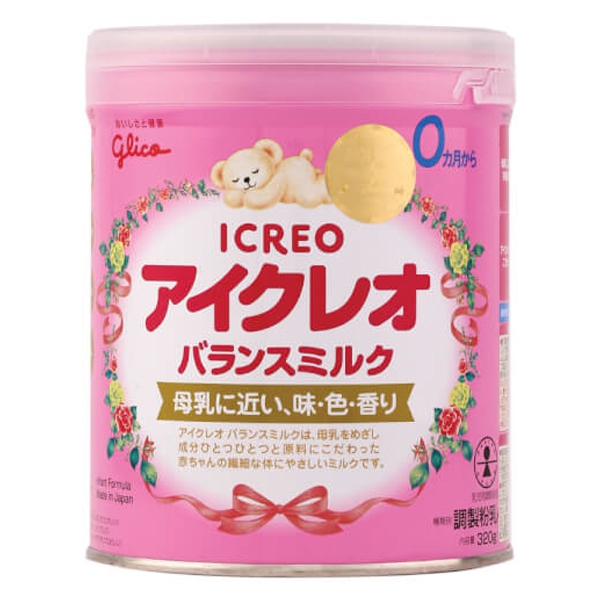 おいしさと健康
Glico
0カ月から
ICREO
アイクレオ
バランスミルク
母乳に近い、味・色・香り
アイクレオ バランスミルクは、母乳をめざし
成分ひとつひとつと原料にこだわった
赤ちゃんの繊細な体にやさしいミルクです。
Formula
Made in Japan
調製粉乳
内容量 320g